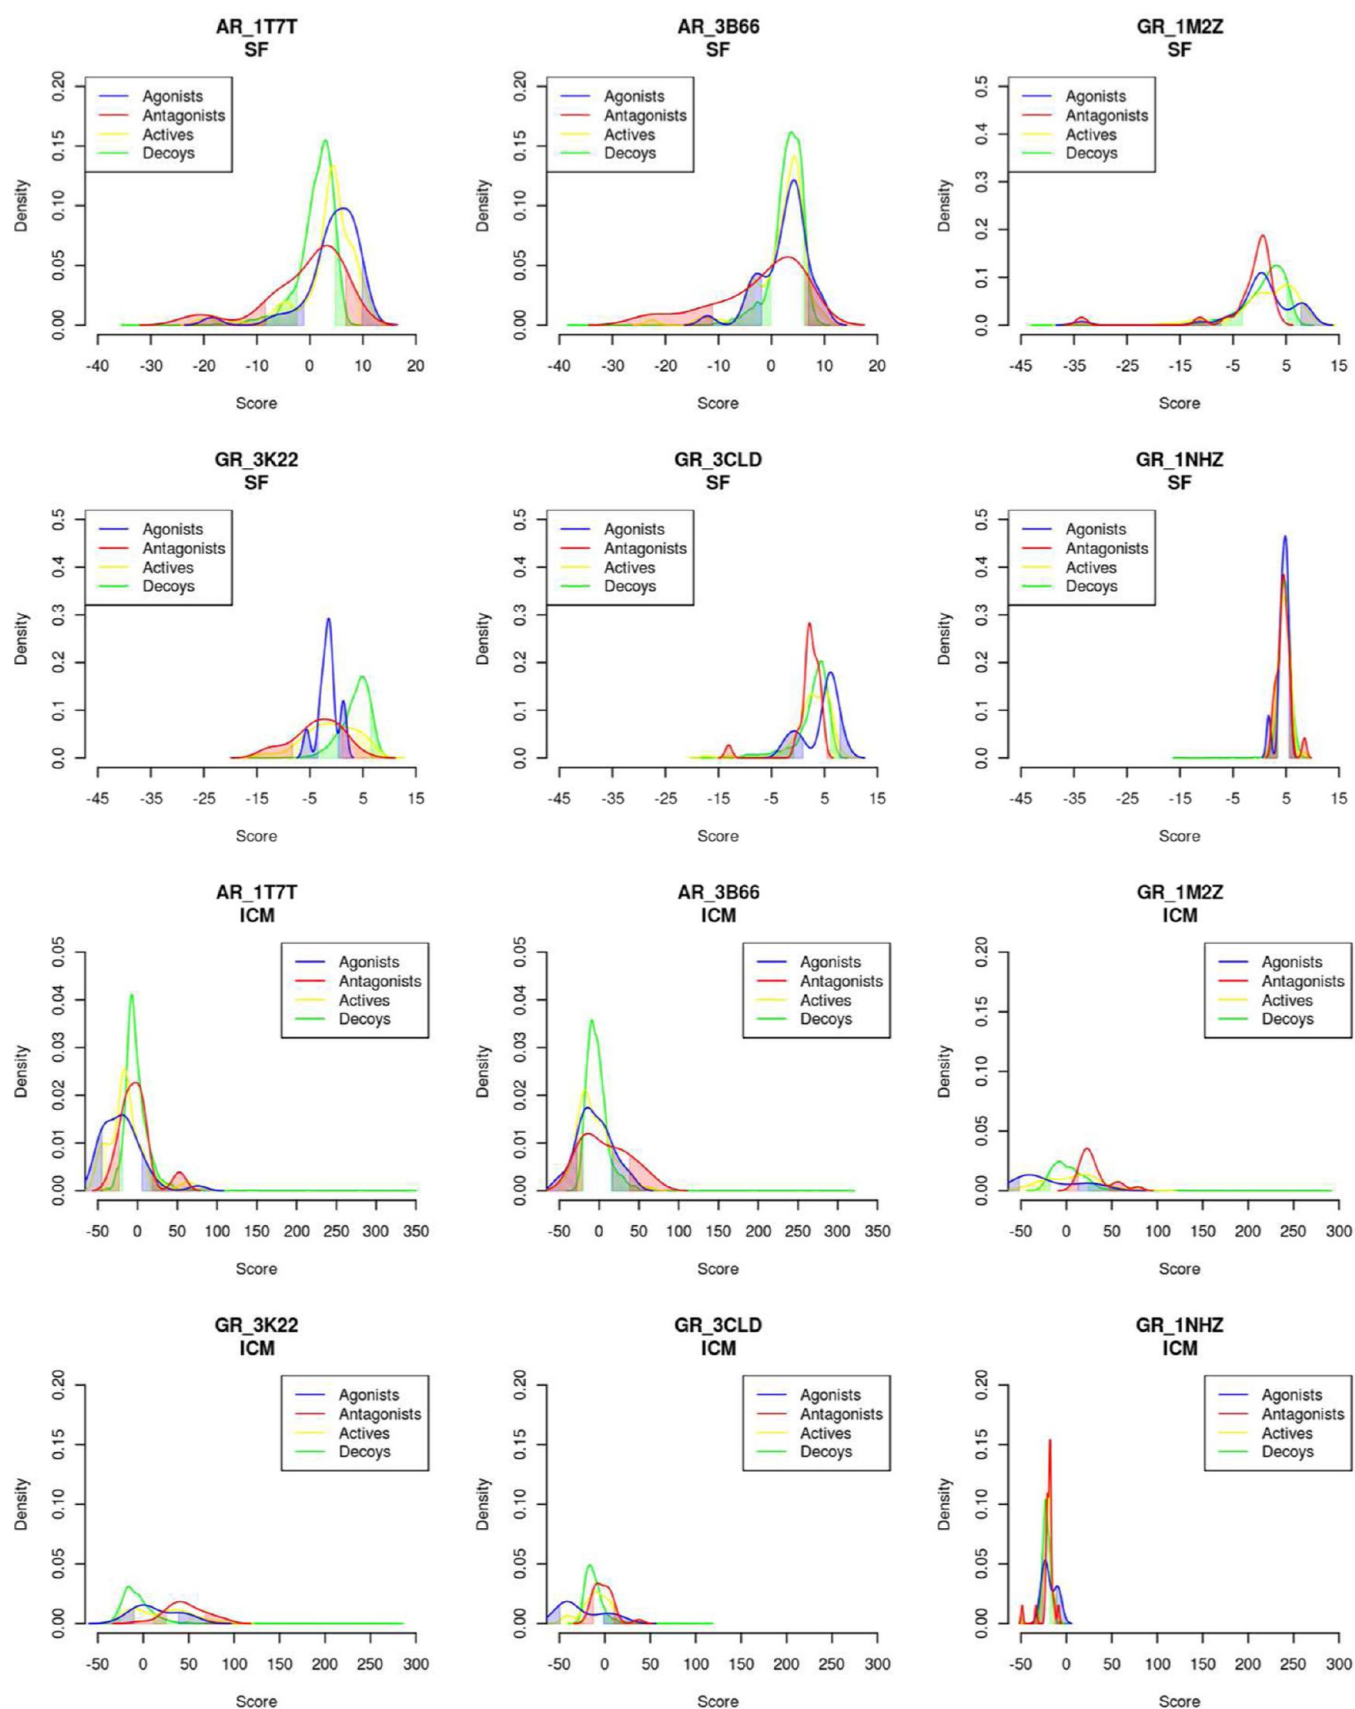 AR_1T7T
SF
Agonists
Antagonists
Actives
Decoys
Density
0.00 0.05 0.10 0.15 0.20
-40 -30 -20 -10 0 10 20
Score
AR_3B66
SF
Agonists
Antagonists
Actives
Decoys
Density
0.00 0.05 0.10 0.15 0.20
-40 -30 -20 -10 0 10 20
Score
GR_1M2Z
SF
Agonists
Antagonists
Actives
Decoys
Density
0.0 0.1 0.2 0.3 0.4 0.5
-45 -35 -25 -15 -5 5 15
Score
GR_3K22
SF
Agonists
Antagonists
Actives
Decoys
Density
0.0 0.1 0.2 0.3 0.4 0.5
-45 -35 -25 -15 -5 5 15
Score
GR_3CLD
SF
Agonists
Antagonists
Actives
Decoys
Density
0.0 0.1 0.2 0.3 0.4 0.5
-45 -35 -25 -15 -5 5 15
Score
GR_1NHZ
SF
Agonists
Antagonists
Actives
Decoys
Density
0.0 0.1 0.2 0.3 0.4 0.5
-45 -35 -25 -15 -5 5 15
Score
AR_1T7T
ICM
Agonists
Antagonists
Actives
Decoys
Density
0.00 0.01 0.02 0.03 0.04 0.05
-50 0 50 100 150 200 250 300 350
Score
AR_3B66
ICM
Agonists
Antagonists
Actives
Decoys
Density
0.00 0.01 0.02 0.03 0.04 0.05
-50 0 50 100 150 200 250 300 350
Score
GR_1M2Z
ICM
Agonists
Antagonists
Actives
Decoys
Density
0.00 0.05 0.10 0.15 0.20
-50 0 50 100 150 200 250 300
Score
GR_3K22
ICM
Agonists
Antagonists
Actives
Decoys
Density
0.00 0.05 0.10 0.15 0.20
-50 0 50 100 150 200 250 300
Score
GR_3CLD
ICM
Agonists
Antagonists
Actives
Decoys
Density
0.00 0.05 0.10 0.15 0.20
-50 0 50 100 150 200 250 300
Score
GR_1NHZ
ICM
Agonists
Antagonists
Actives
Decoys
Density
0.00 0.05 0.10 0.15 0.20
-50 0 50 100 150 200 250 300
Score